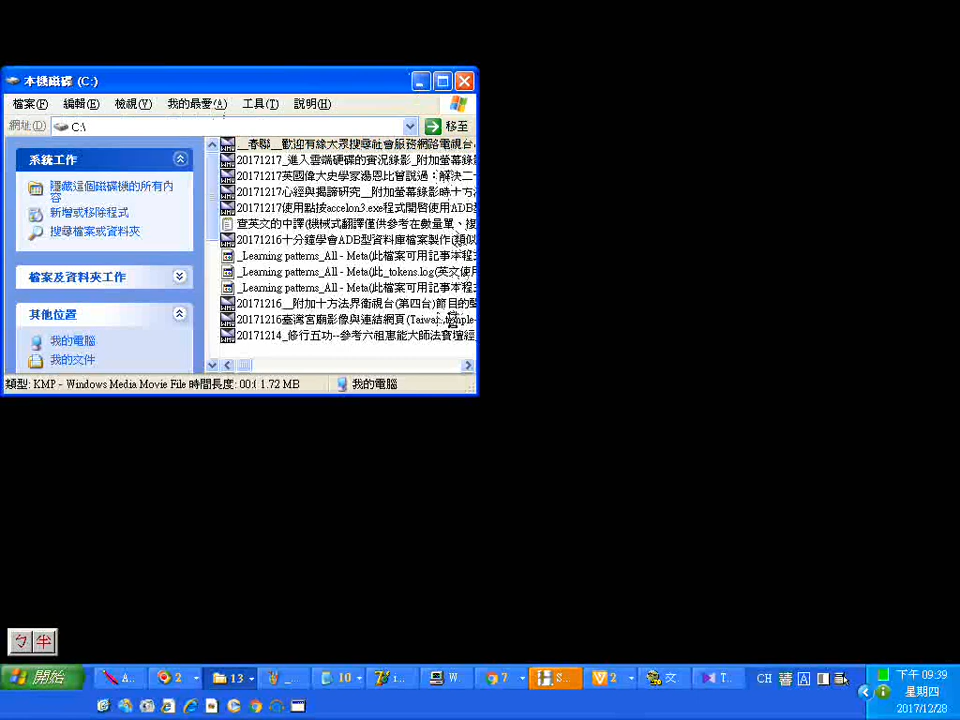 本機磁碟 (C:)
檔案(F) 編輯(E) 檢視(V) 我的最愛(A) 工具(T) 說明(H)
網址(D) C:\ 移至
系統工作
隱藏這個磁碟機的所有內容
新增或移除程式
搜尋檔案或資料夾
檔案及資料夾工作
其他位置
我的電腦
我的文件
__春聯__歡迎有緣大眾搜尋社會服務網路電視台
20171217_進入雲端硬碟的實況錄影_附加螢幕錄
20171217英國偉大史學家湯恩比曾說過：解決二十
20171217心經與揭諦研究__附加螢幕錄影時十方
20171217使用點按accelon3.exe程式開啓使用ADB
查英文的中譯(機械式翻譯僅供參考在數量單、複
20171216十分鐘學會ADB型資料庫檔案製作(類似
_Learning patterns_All - Meta(此檔案可用記事本程
_Learning patterns_All - Meta(此_tokens.log(英文使用
_Learning patterns_All - Meta(此檔案可用記事本程
20171216__附加十方法界衛視台(第四台)節目的
20171216臺灣宮廟影像與連結網頁(Taiwan temple-
20171214_修行五功--參考六祖惠能大師法寶壇經
類型: KMP - Windows Media Movie File 時間長度: 00:( 1.72 MB 我的電腦
ㄅ 半
開始 A.. 2 13 _.. 10 i.. W 7 S.. 2 文 T.. CH A 下午 09:39
星期四
2017/12/28